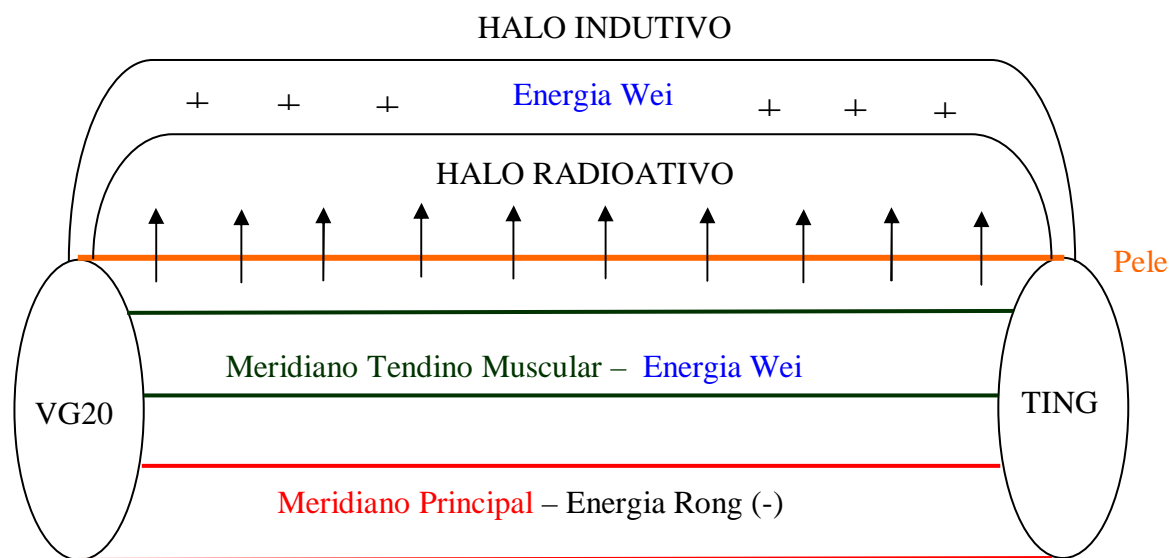 HALO INDUTIVO
+ + + Energia Wei + + +
HALO RADIOATIVO
Pele
Meridiano Tendino Muscular – Energia Wei
VG20
TING
Meridiano Principal – Energia Rong (-)